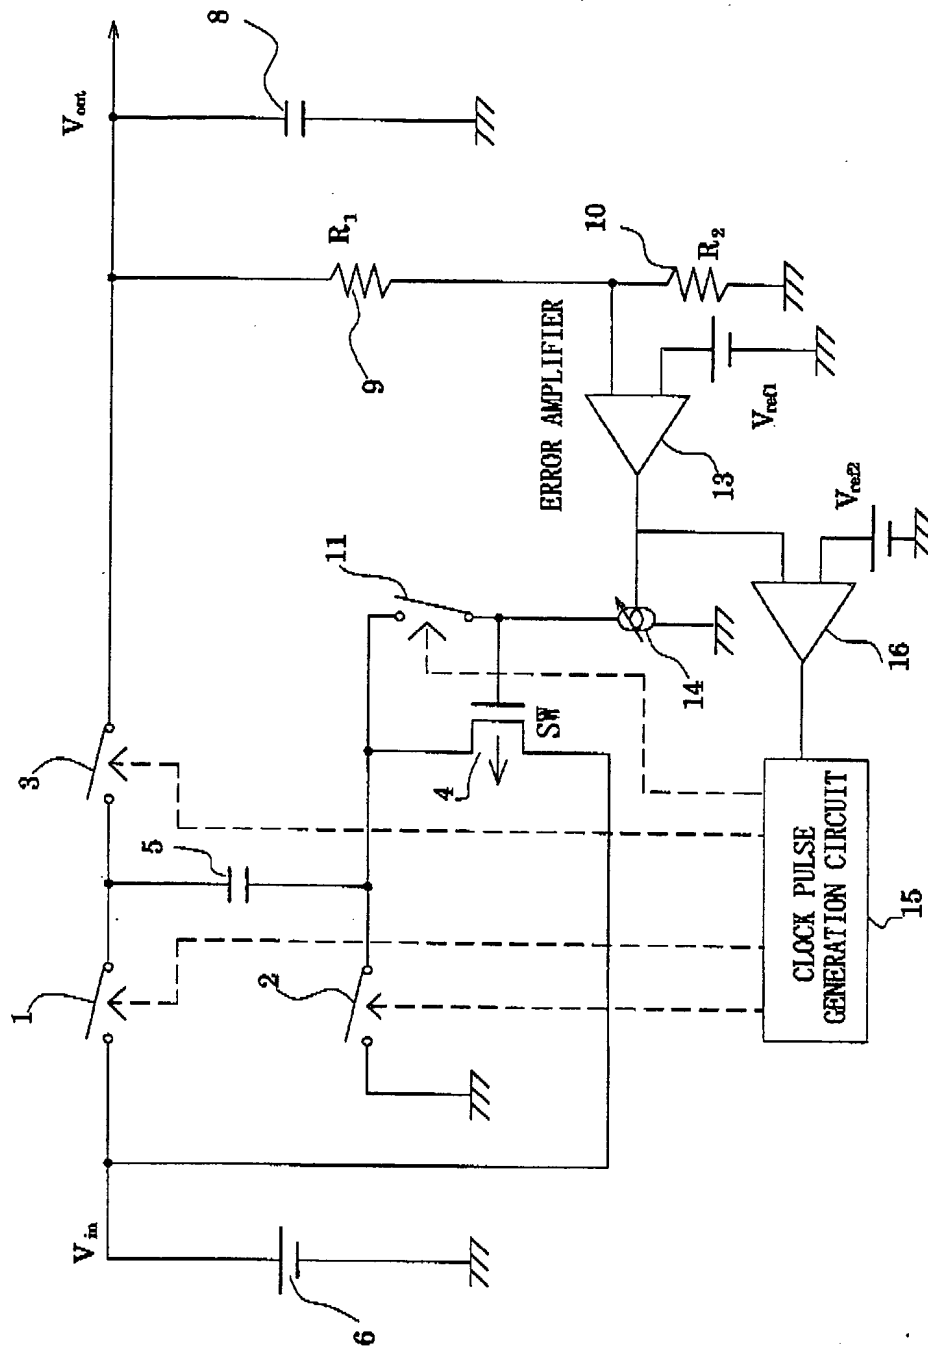 V_in
V_out
1
3
8
5
2
6
R_1
9
11
4
SW
ERROR AMPLIFIER
10
R_2
14
13
V_ref1
V_ref2
16
CLOCK PULSE
GENERATION CIRCUIT
15